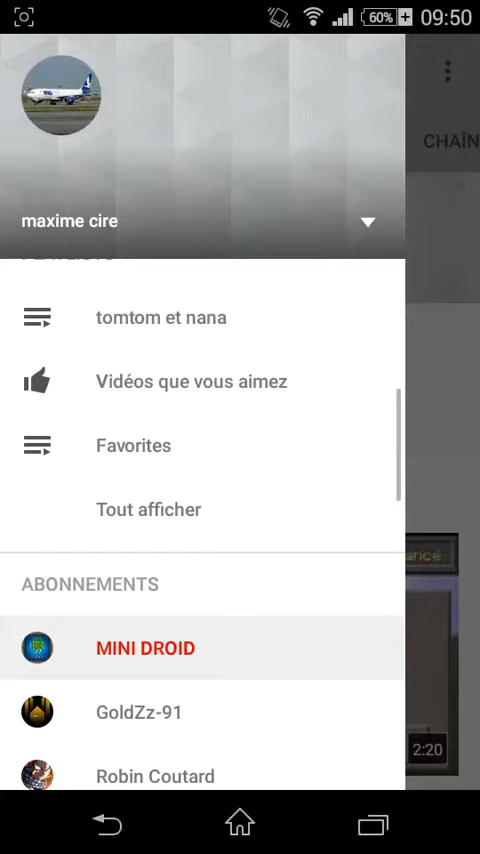 60%
09:50
CHAÎN
maxime cire
tomtom et nana
Vidéos que vous aimez
Favorites
Tout afficher
ABONNEMENTS
MINI DROID
GoldZz-91
2:20
Robin Coutard